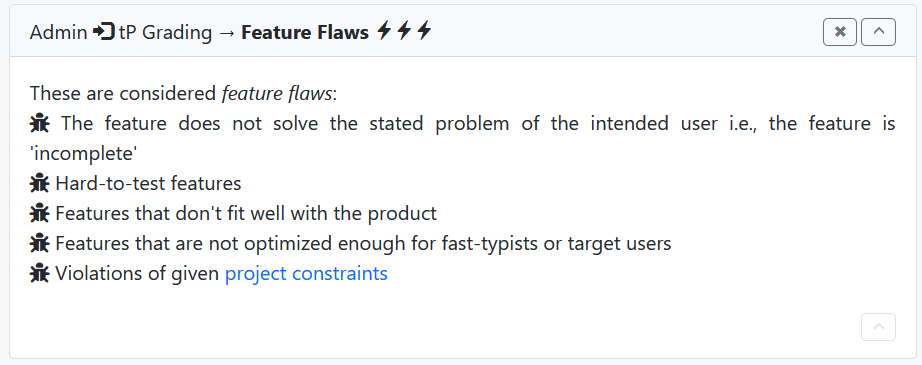 Admin tP Grading → Feature Flaws
These are considered feature flaws:
The feature does not solve the stated problem of the intended user i.e., the feature is
'incomplete'
Hard-to-test features
Features that don't fit well with the product
Features that are not optimized enough for fast-typists or target users
Violations of given project constraints